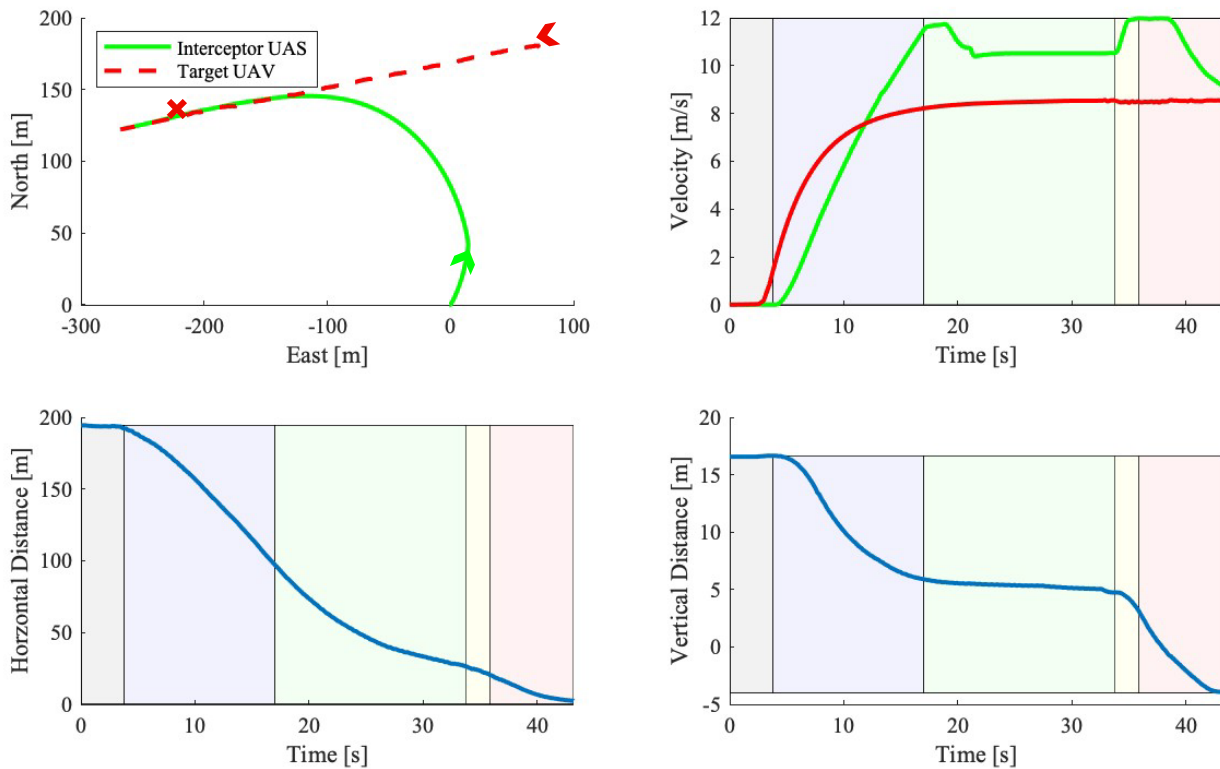 200
150
100
50
0
North [m]
Interceptor UAS
Target UAV
-300 -200 -100 0 100
East [m]
12
10
8
6
4
2
0
Velocity [m/s]
0 10 20 30 40
Time [s]
200
150
100
50
0
Horzontal Distance [m]
0 10 20 30 40
Time [s]
20
15
10
5
0
-5
Vertical Distance [m]
0 10 20 30 40
Time [s]